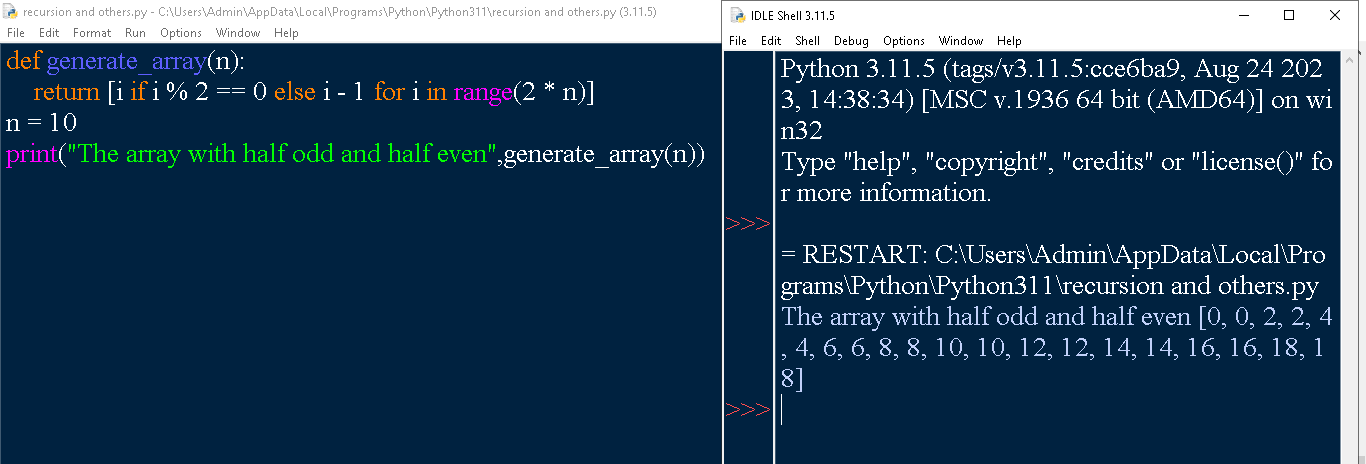 recursion and others.py - C:\Users\Admin\AppData\Local\Programs\Python\Python311\recursion and others.py (3.11.5)
File Edit Format Run Options Window Help
def generate_array(n):
    return [i if i % 2 == 0 else i - 1 for i in range(2 * n)]
n = 10
print("The array with half odd and half even",generate_array(n))
IDLE Shell 3.11.5
File Edit Shell Debug Options Window Help
Python 3.11.5 (tags/v3.11.5:cce6ba9, Aug 24 202
3, 14:38:34) [MSC v.1936 64 bit (AMD64)] on wi
n32
Type "help", "copyright", "credits" or "license()" fo
r more information.
>>>
= RESTART: C:\Users\Admin\AppData\Local\Pro
grams\Python\Python311\recursion and others.py
The array with half odd and half even [0, 0, 2, 2, 4
, 4, 6, 6, 8, 8, 10, 10, 12, 12, 14, 14, 16, 16, 18, 1
8]
>>>